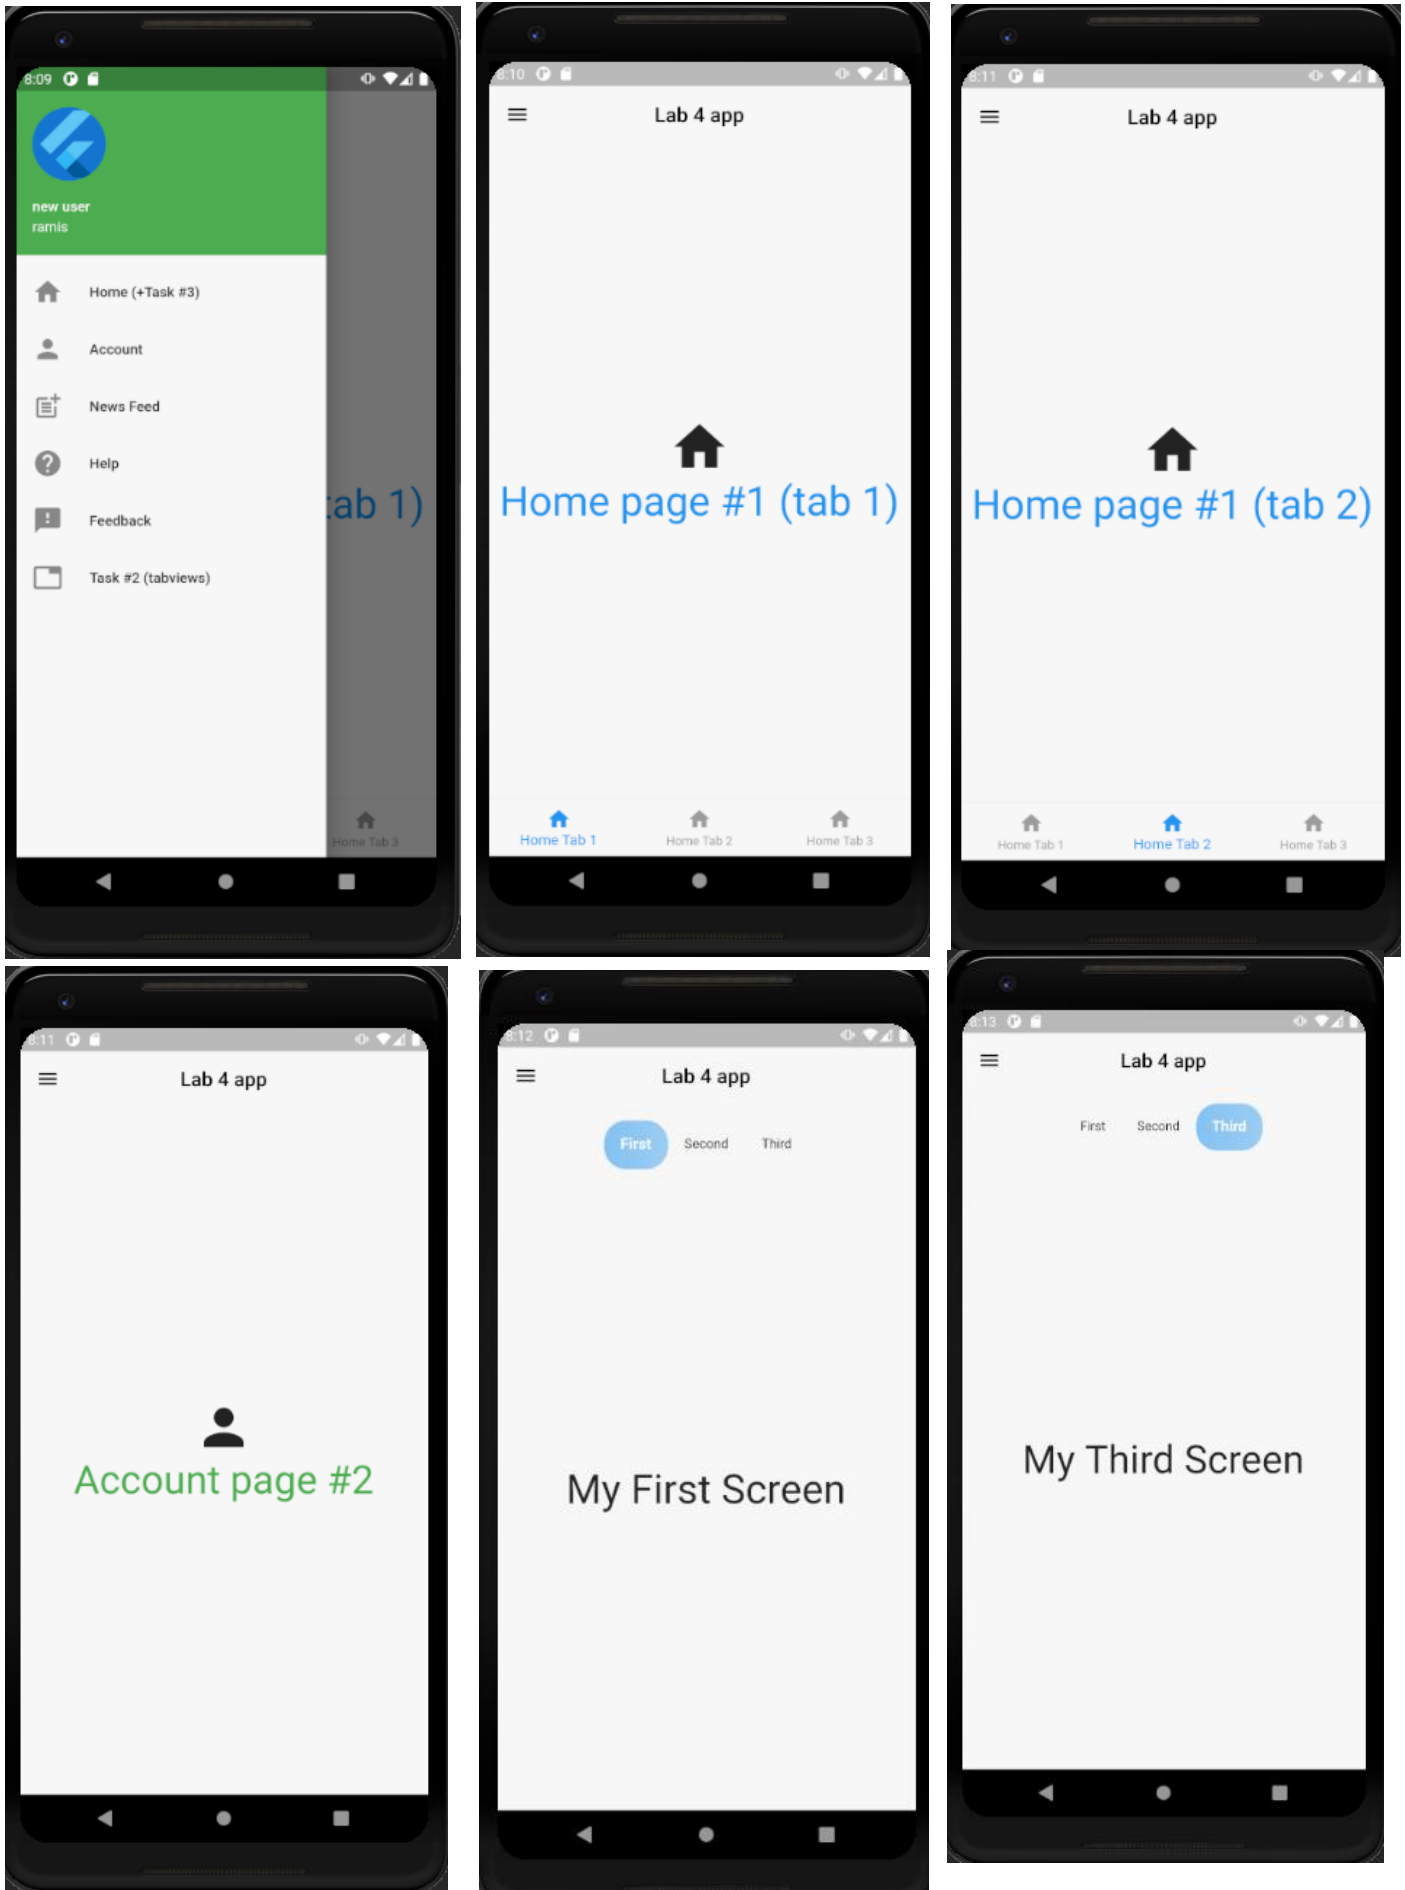 8:09
new user
ramis
Home (+Task #3)
Account
News Feed
Help
Feedback
Task #2 (tabviews)
tab 1)
Home Tab 3
8:10
Lab 4 app
Home page #1 (tab 1)
Home Tab 1
Home Tab 2
Home Tab 3
8:11
Lab 4 app
Home page #1 (tab 2)
Home Tab 1
Home Tab 2
Home Tab 3
8:11
Lab 4 app
Account page #2
8:12
Lab 4 app
First
Second
Third
My First Screen
8:13
Lab 4 app
First
Second
Third
My Third Screen